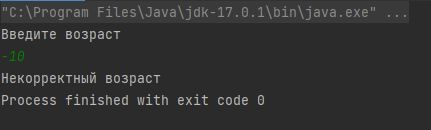 "C:\Program Files\Java\jdk-17.0.1\bin\java.exe" ...
Введите возраст
-10
Некорректный возраст
Process finished with exit code 0